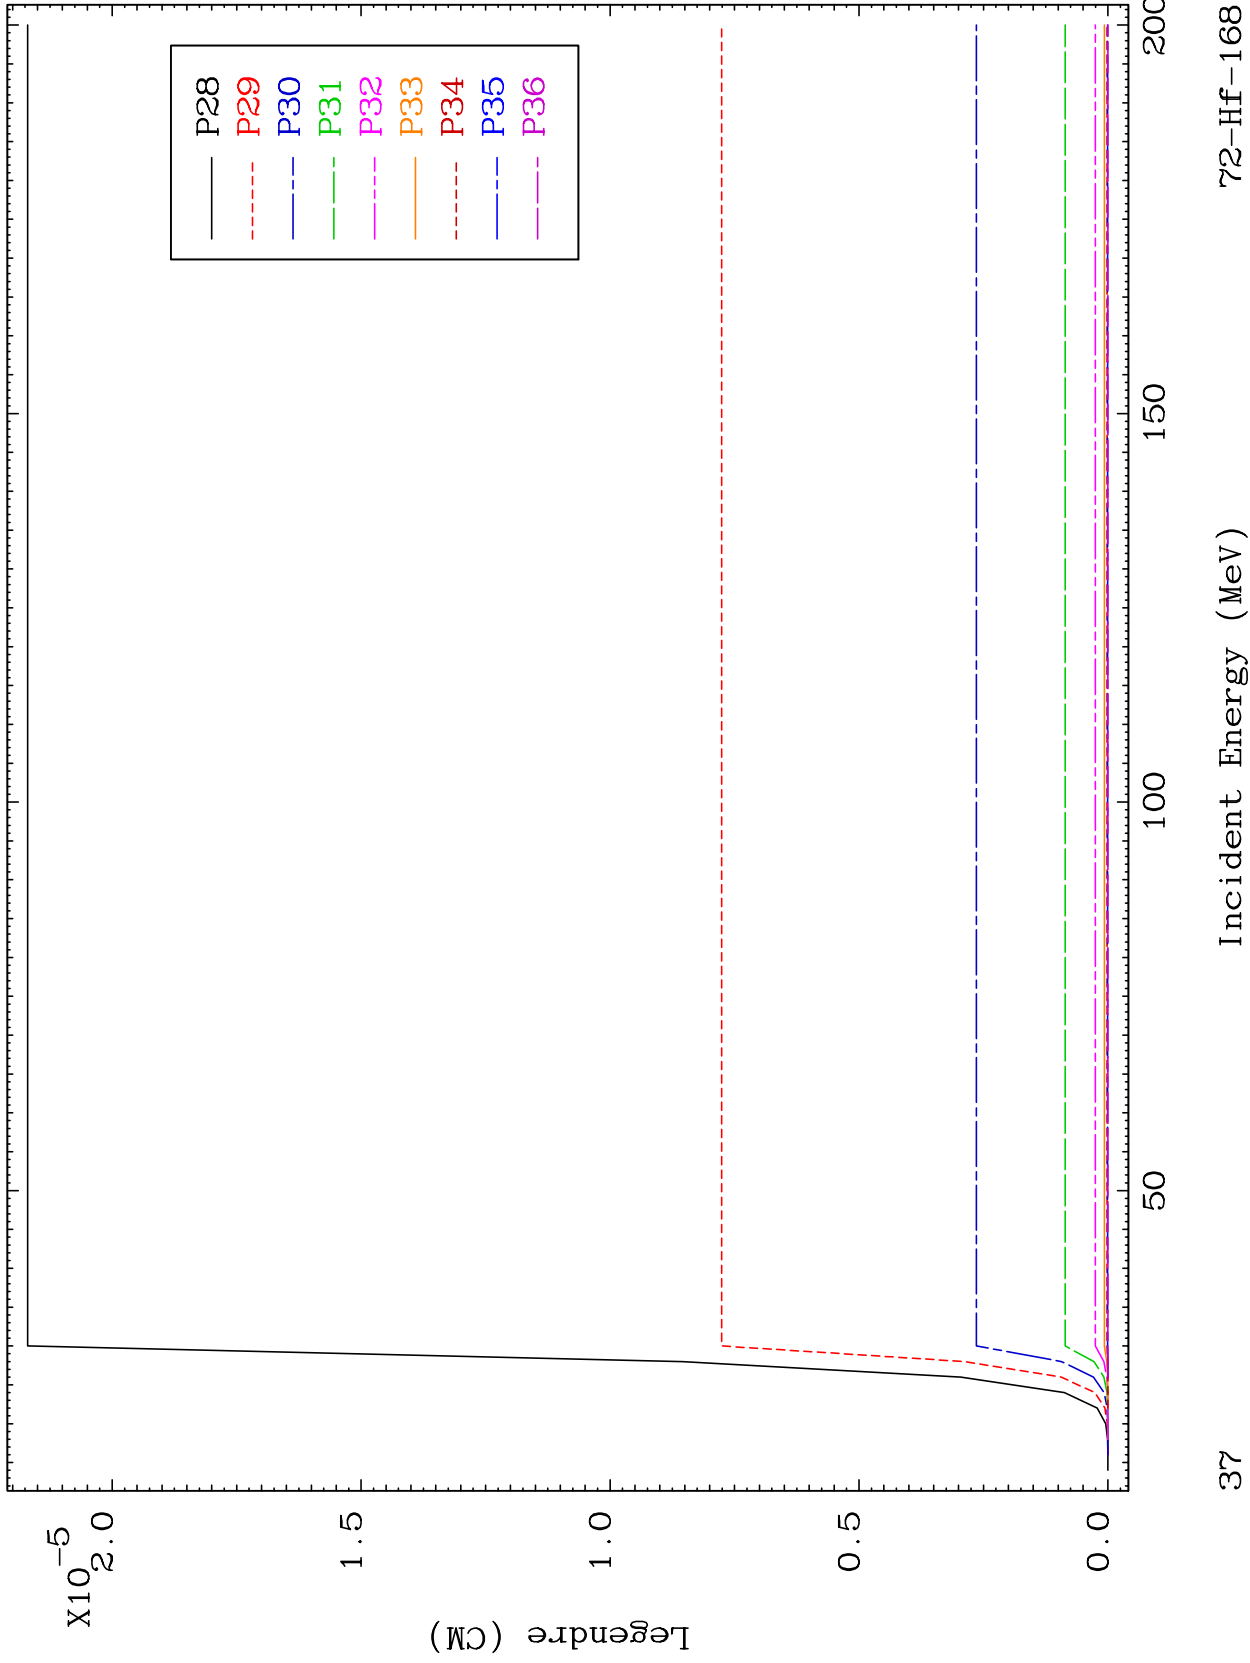 X10-5
2.0
1.5
1.0
0.5
0.0
Legendre (CM)
P28
P29
P30
P31
P32
P33
P34
P35
P36
50
100
150
200
Incident Energy (MeV)
37
72-Hf-168